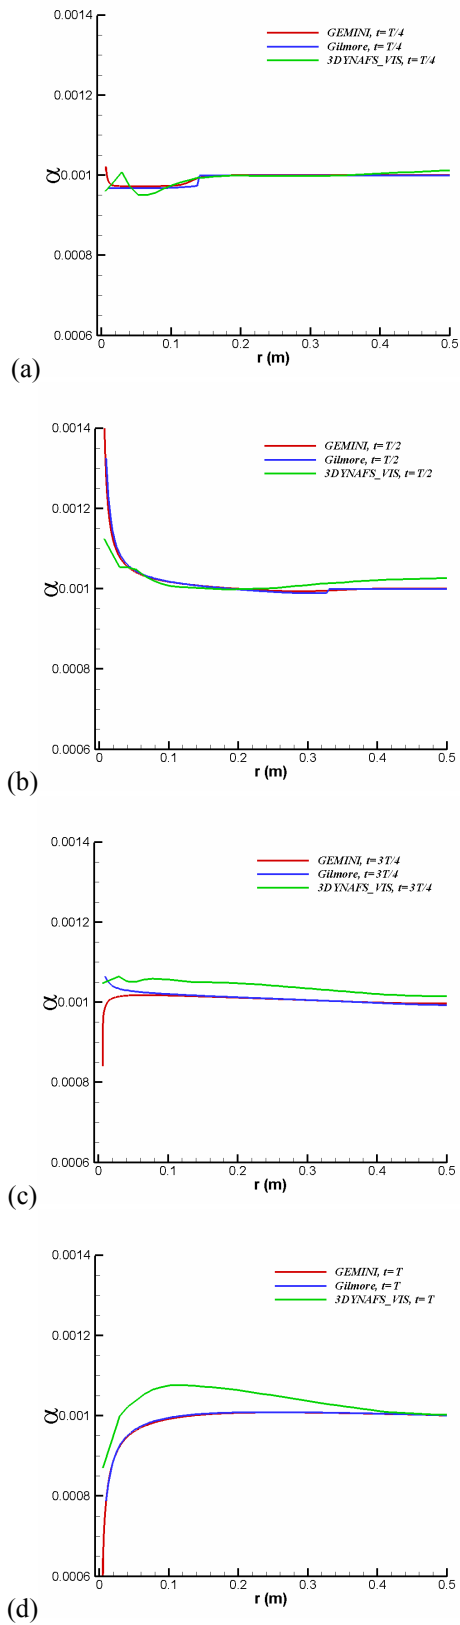 0.0014
GEMINI, t=T/4
Gilmore, t=T/4
3DYNAFS_VIS, t=T/4
0.0012
α
0.001
0.0008
0.0006
0 0.1 0.2 0.3 0.4 0.5
r (m)
(a)
0.0014
GEMINI, t=T/2
Gilmore, t=T/2
3DYNAFS_VIS, t=T/2
0.0012
α
0.001
0.0008
0.0006
0 0.1 0.2 0.3 0.4 0.5
r (m)
(b)
0.0014
GEMINI, t=3T/4
Gilmore, t=3T/4
3DYNAFS_VIS, t=3T/4
0.0012
α
0.001
0.0008
0.0006
0 0.1 0.2 0.3 0.4 0.5
r (m)
(c)
0.0014
GEMINI, t=T
Gilmore, t=T
3DYNAFS_VIS, t=T
0.0012
α
0.001
0.0008
0.0006
0 0.1 0.2 0.3 0.4 0.5
r (m)
(d)